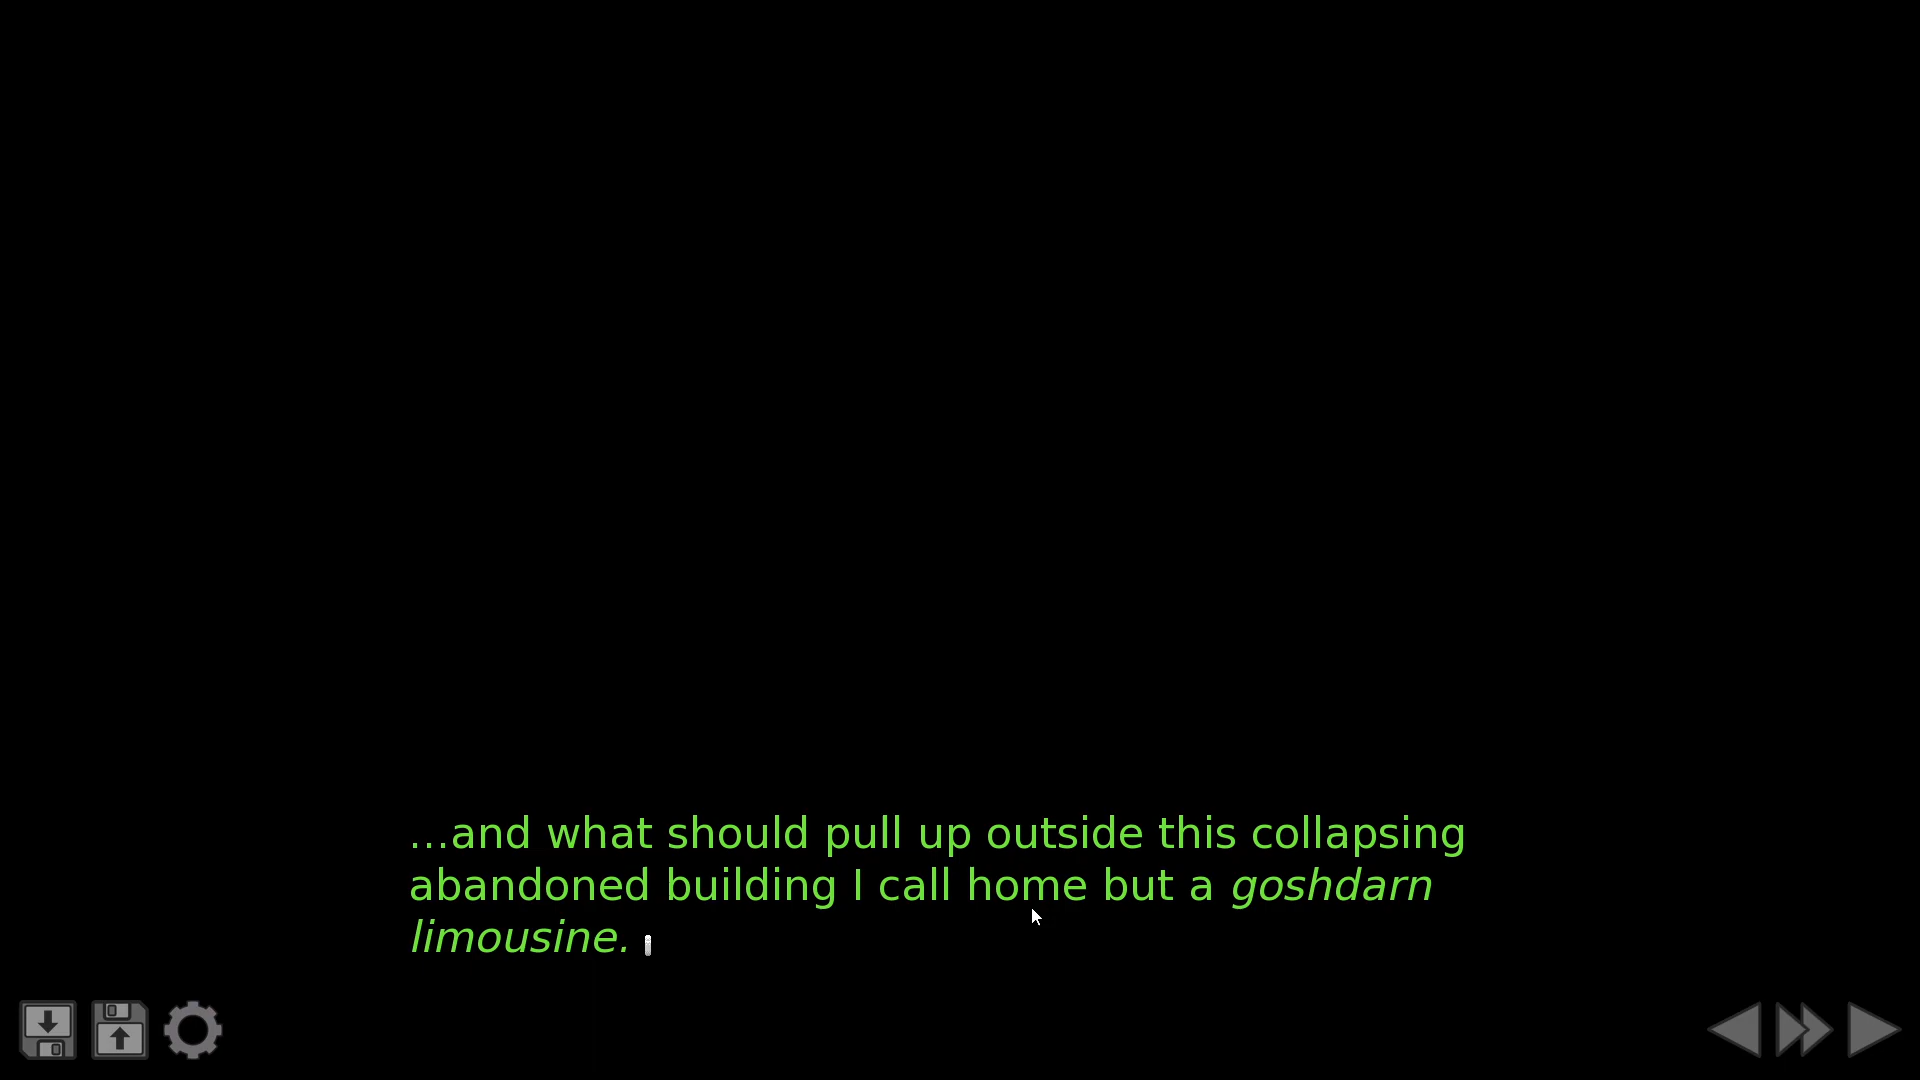 ...and what should pull up outside this collapsing
abandoned building I call home but a goshdarn
limousine.